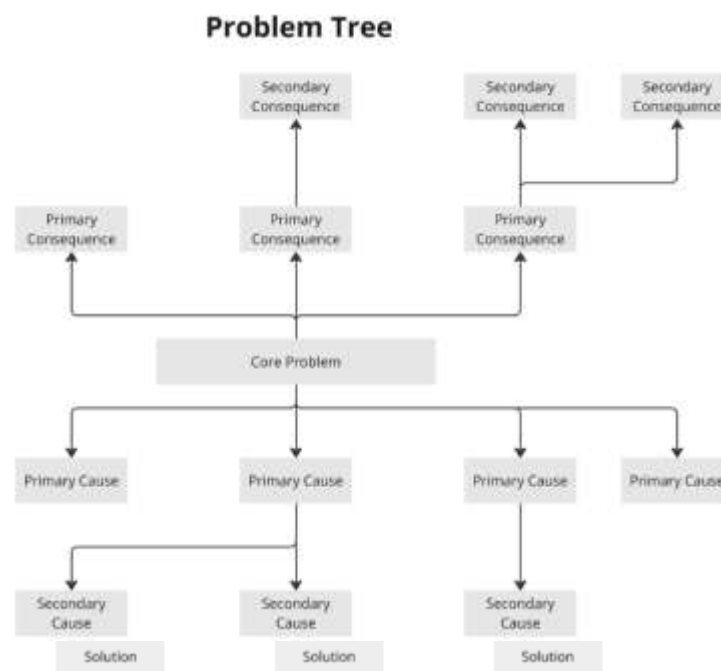 Problem Tree
Secondary
Consequence
Secondary
Consequence
Secondary
Consequence
Primary
Consequence
Primary
Consequence
Primary
Consequence
Core Problem
Primary Cause
Primary Cause
Primary Cause
Primary Cause
Secondary
Cause
Secondary
Cause
Secondary
Cause
Solution
Solution
Solution